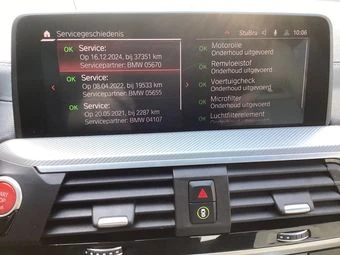 Servicegeschiedenis
StuBru
10:06
OK Service:
Op 16.12.2024, bij 37351 km
Servicepartner: BMW 05670
OK Service:
Op 08.04.2022, bij 19533 km
Servicepartner: BMW 05655
OK Service:
Op 20.05.2021, bij 2287 km
Servicepartner: BMW 04107
OK Motorolie
Onderhoud uitgevoerd
OK Remvloeistof
Onderhoud uitgevoerd
OK Voertuigcheck
Onderhoud uitgevoerd
OK Microfilter
Onderhoud uitgevoerd
OK Luchtfilterelement
START
STOP